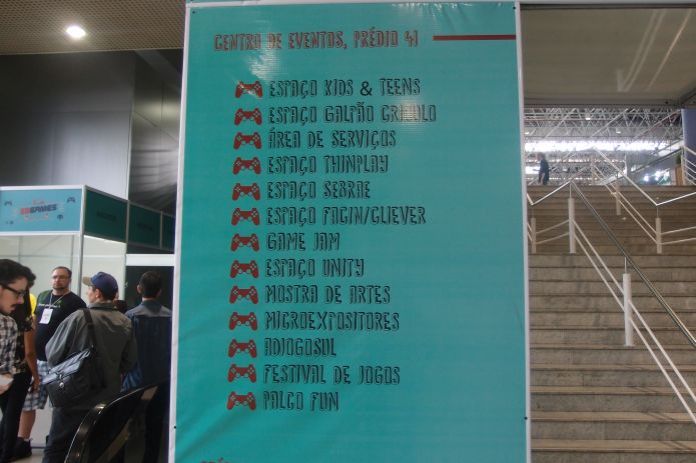 CENTRO DE EVENTOS, PRÉDIO 41
ESPAÇO KIDS & TEENS
ESPAÇO GALPÃO CRIOULO
ÁREA DE SERVIÇOS
ESPAÇO THINPLAY
ESPAÇO SEBRAE
ESPAÇO FACIN/CLIEVER
GAME JAM
ESPAÇO UNITY
MOSTRA DE ARTES
MICROEXPOSITORES
ADJOGOSUL
FESTIVAL DE JOGOS
PALCO FUN